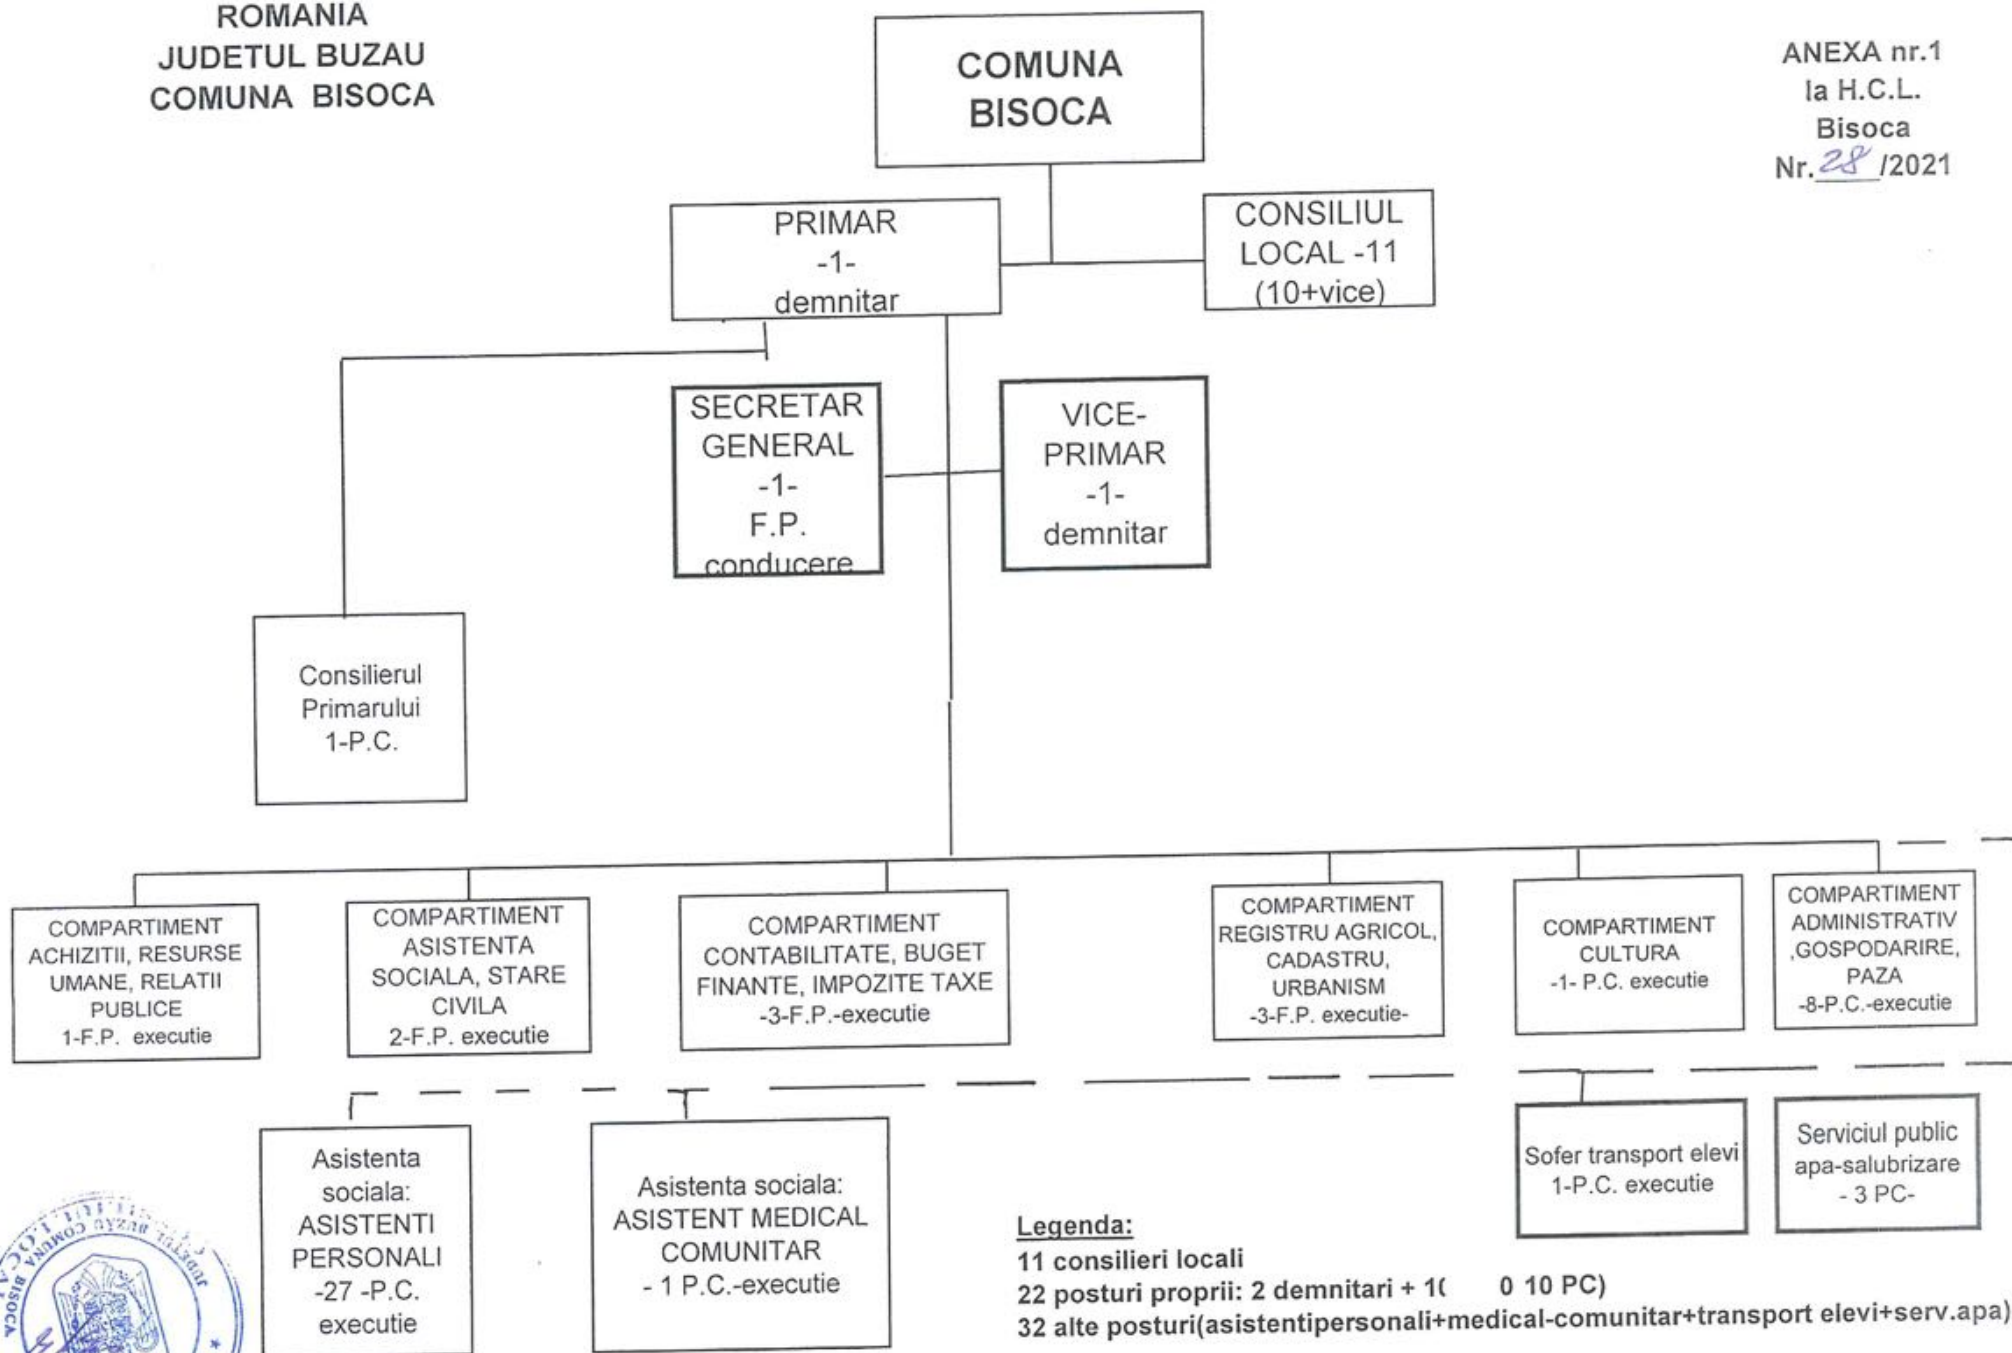 ROMANIA
JUDETUL BUZAU
COMUNA BISOCA
COMUNA
BISOCA
ANEXA nr.1
la H.C.L.
Bisoca
Nr. 28 /2021
PRIMAR
-1-
demnitar
CONSILIUL
LOCAL -11
(10+vice)
SECRETAR
GENERAL
-1-
F.P.
conducere
VICE-
PRIMAR
-1-
demnitar
Consilierul
Primarului
1-P.C.
COMPARTIMENT
ACHIZITII, RESURSE
UMANE, RELATII
PUBLICE
1-F.P. executie
COMPARTIMENT
ASISTENTA
SOCIALA, STARE
CIVILA
2-F.P. executie
COMPARTIMENT
CONTABILITATE, BUGET
FINANTE, IMPOZITE TAXE
-3-F.P.-executie
COMPARTIMENT
REGISTRU AGRICOL,
CADASTRU,
URBANISM
-3-F.P. executie-
COMPARTIMENT
CULTURA
-1- P.C. executie
COMPARTIMENT
ADMINISTRATIV
,GOSPODARIRE,
PAZA
-8-P.C.-executie
Asistenta
sociala:
ASISTENTI
PERSONALI
-27 -P.C.
executie
Asistenta sociala:
ASISTENT MEDICAL
COMUNITAR
- 1 P.C.-executie
Sofer transport elevi
1-P.C. executie
Serviciul public
apa-salubrizare
- 3 PC-
Legenda:
11 consilieri locali
22 posturi proprii: 2 demnitari + 1( 0 10 PC)
32 alte posturi(asistentipersonali+medical-comunitar+transport elevi+serv.apa)
JUDETUL BUZAU COMUNA BISOCA